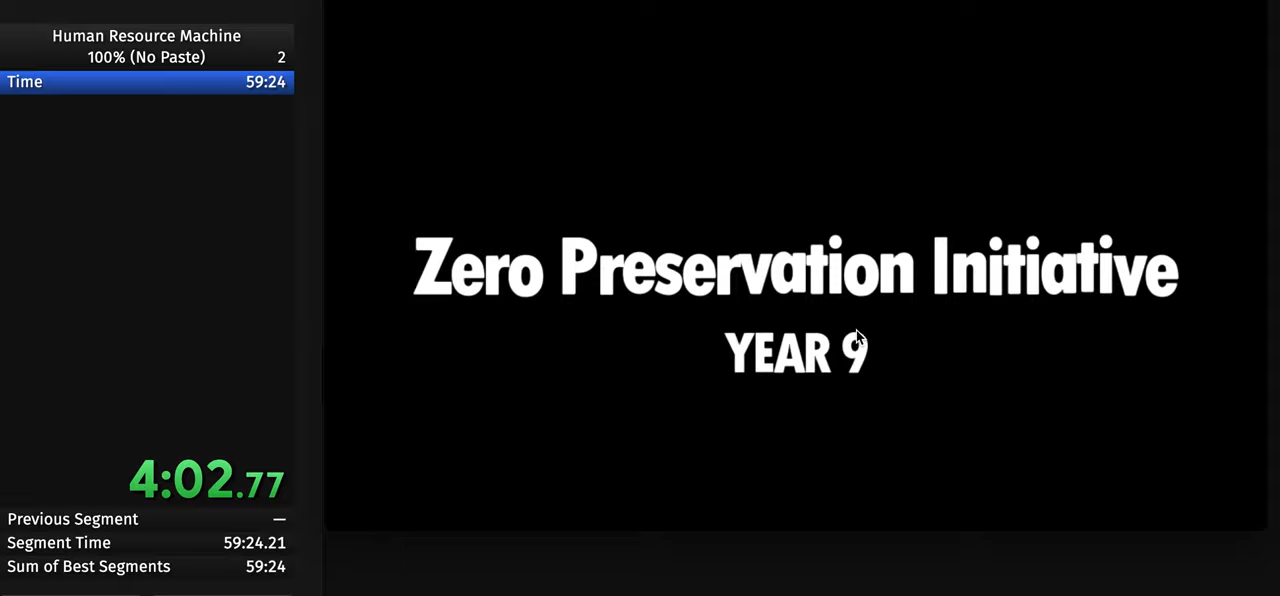 Human Resource Machine
100% (No Paste) 2
Time 59:24
Zero Preservation Initiative
YEAR 9
4:02.77
Previous Segment —
Segment Time 59:24.21
Sum of Best Segments 59:24